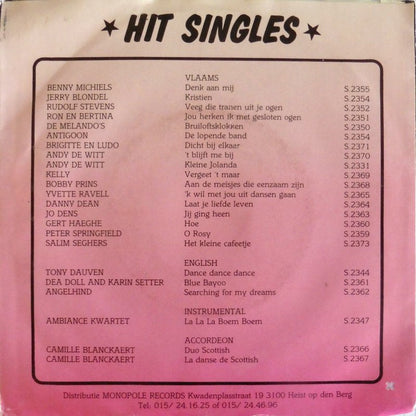 ★ HIT SINGLES ★
VLAAMS
BENNY MICHIELS Denk aan mij S.2355
JERRY BLONDEL Kristien S.2354
RUDOLF STEVENS Veeg die tranen uit je ogen S.2352
RON EN BERTINA Jou herken ik met gesloten ogen S.2351
DE MELANDO'S Bruiloftsklokken S.2350
ANTIGOON De lopende band S.2354
BRIGITTE EN LUDO Dicht bij elkaar S.2371
ANDY DE WITT 't blijft me bij S.2370
ANDY DE WITT Kleine Jolanda S.2331
KELLY Vergeet 't maar S.2369
BOBBY PRINS Aan de meisjes die eenzaam zijn S.2368
YVETTE RAVELL 'k wil met jou uit dansen gaan S.2365
DANNY DEAN Laat je liefde leven S.2364
JO DENS Jij ging heen S.2363
GERT HAEGHE Hoe S.2360
PETER SPRINGFIELD O Rosy S.2359
SALIM SEGHERS Het kleine cafeetje S.2373
ENGLISH
TONY DAUVEN Dance dance dance S.2344
DEA DOLL AND KARIN SETTER Blue Bayoo S.2361
ANGELHIND Searching for my dreams S.2362
INSTRUMENTAL
AMBIANCE KWARTET La La La Boem Boem S.2347
ACCORDEON
CAMILLE BLANCKAERT Duo Scottish S.2366
CAMILLE BLANCKAERT La danse de Scottish S.2367
Distributie MONOPOLE RECORDS Kwadenplasstraat 19 3100 Heist op den Berg
Tel. 015/ 24.16.25 of 015/ 24.46.96